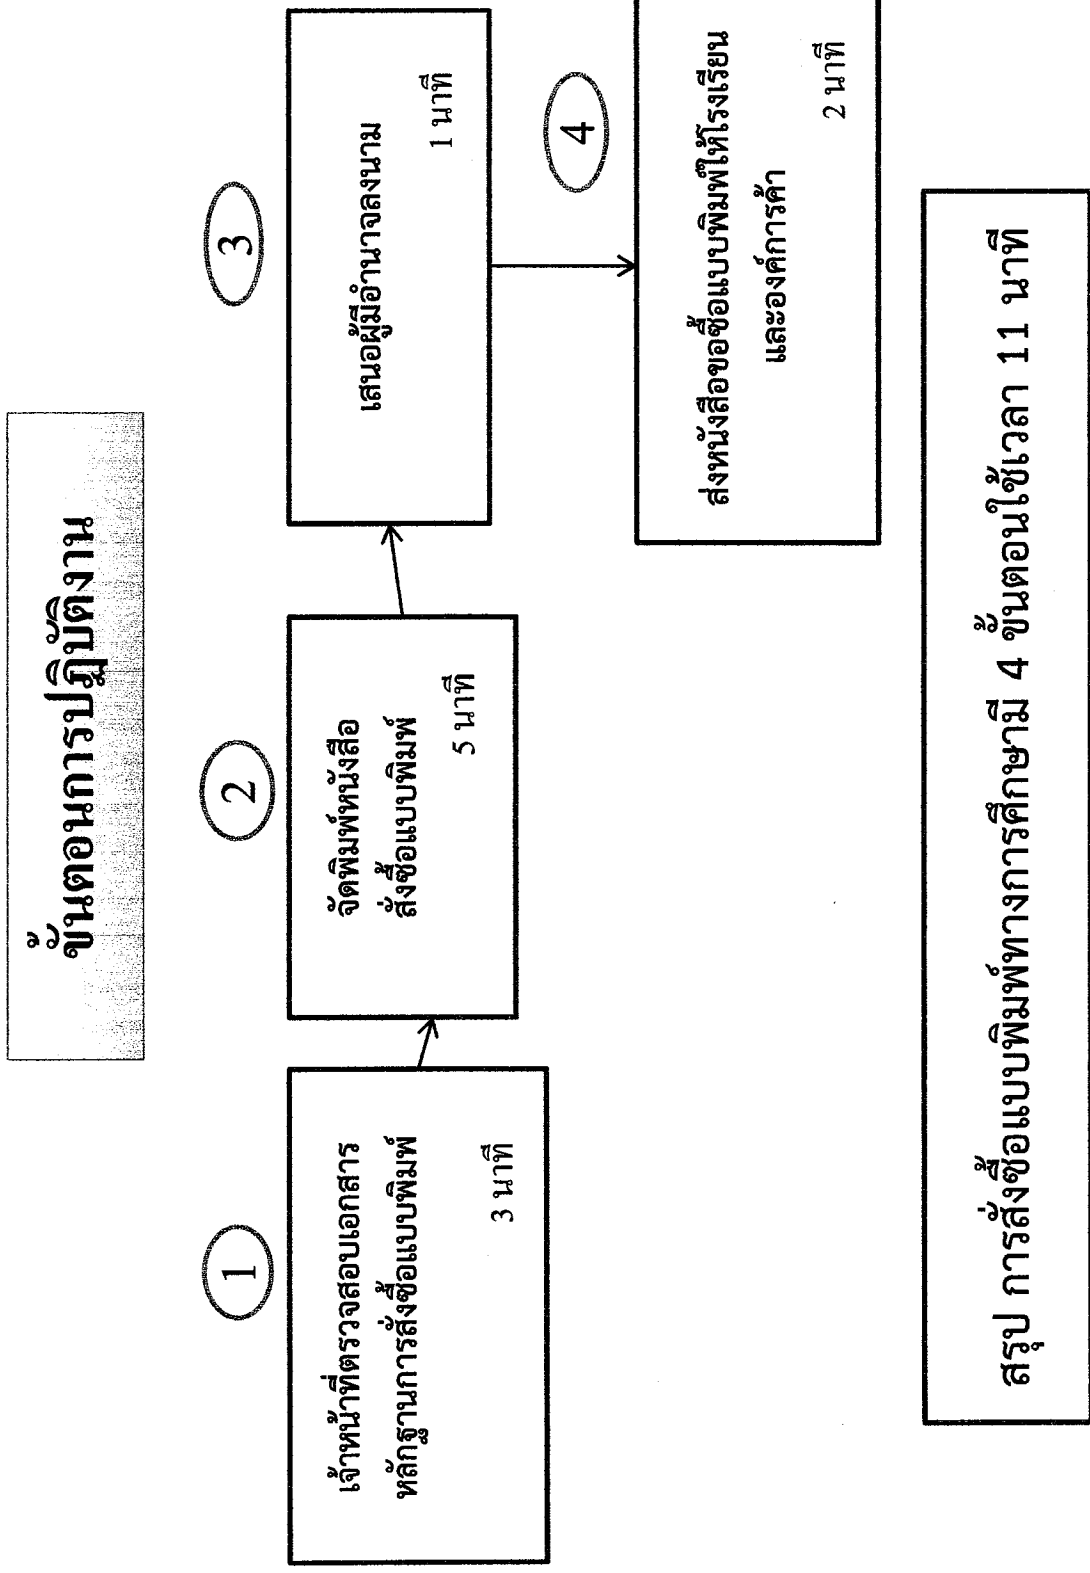 ขั้นตอนการปฏิบัติงาน
1
เจ้าหน้าที่ตรวจสอบเอกสาร
หลักฐานการสั่งซื้อแบบพิมพ์
3 นาที
2
จัดพิมพ์หนังสือ
สั่งซื้อแบบพิมพ์
5 นาที
3
เสนอผู้มีอำนาจลงนาม
1 นาที
4
ส่งหนังสือขอซื้อแบบพิมพ์ให้โรงเรียน
และองค์การค้า
2 นาที
สรุป การสั่งซื้อแบบพิมพ์ทางการศึกษามี 4 ขั้นตอนใช้เวลา 11 นาที